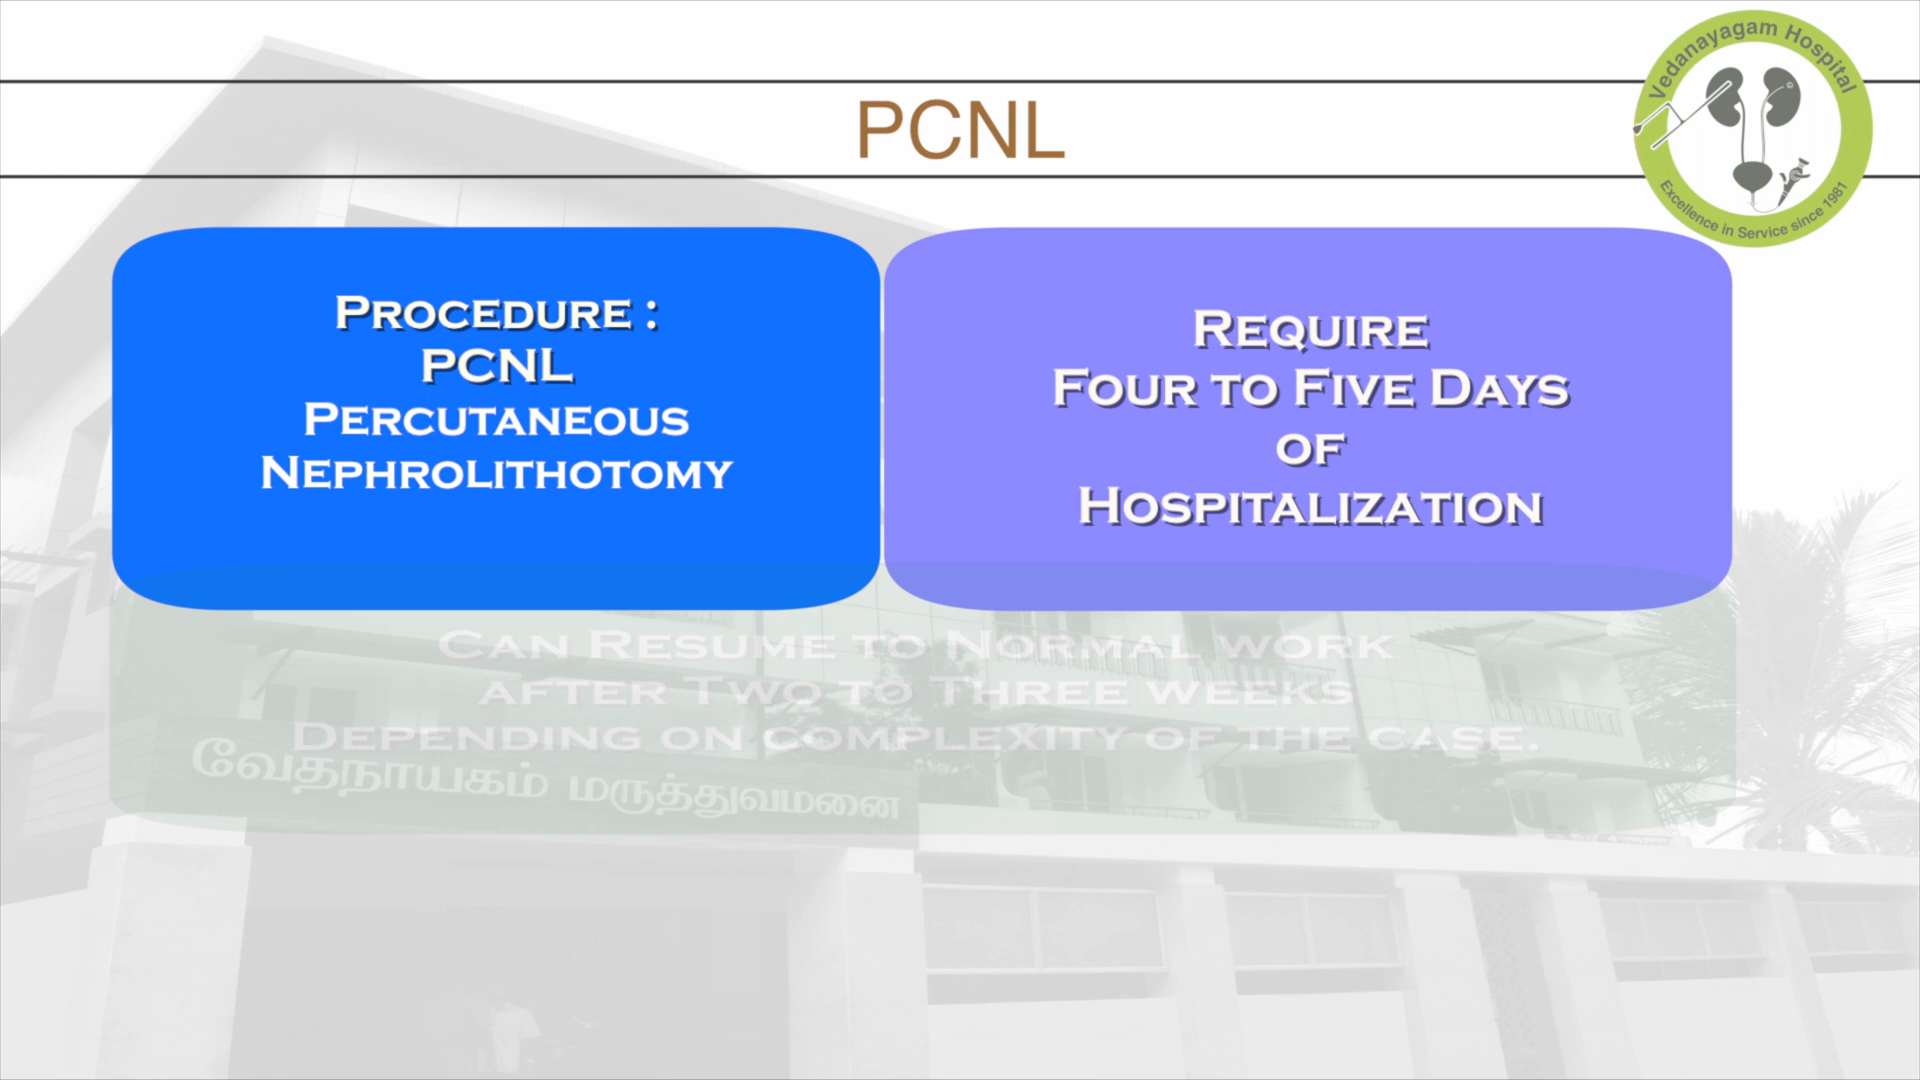 PCNL
Vedanayagam Hospital
Excellence in Service since 1981
Procedure :
PCNL
Percutaneous
Nephrolithotomy
Require
Four to Five Days
of
Hospitalization
Can Resume to Normal work
after Two to Three weeks
Depending on complexity of the case.
வேதநாயகம் மருத்துவமனை